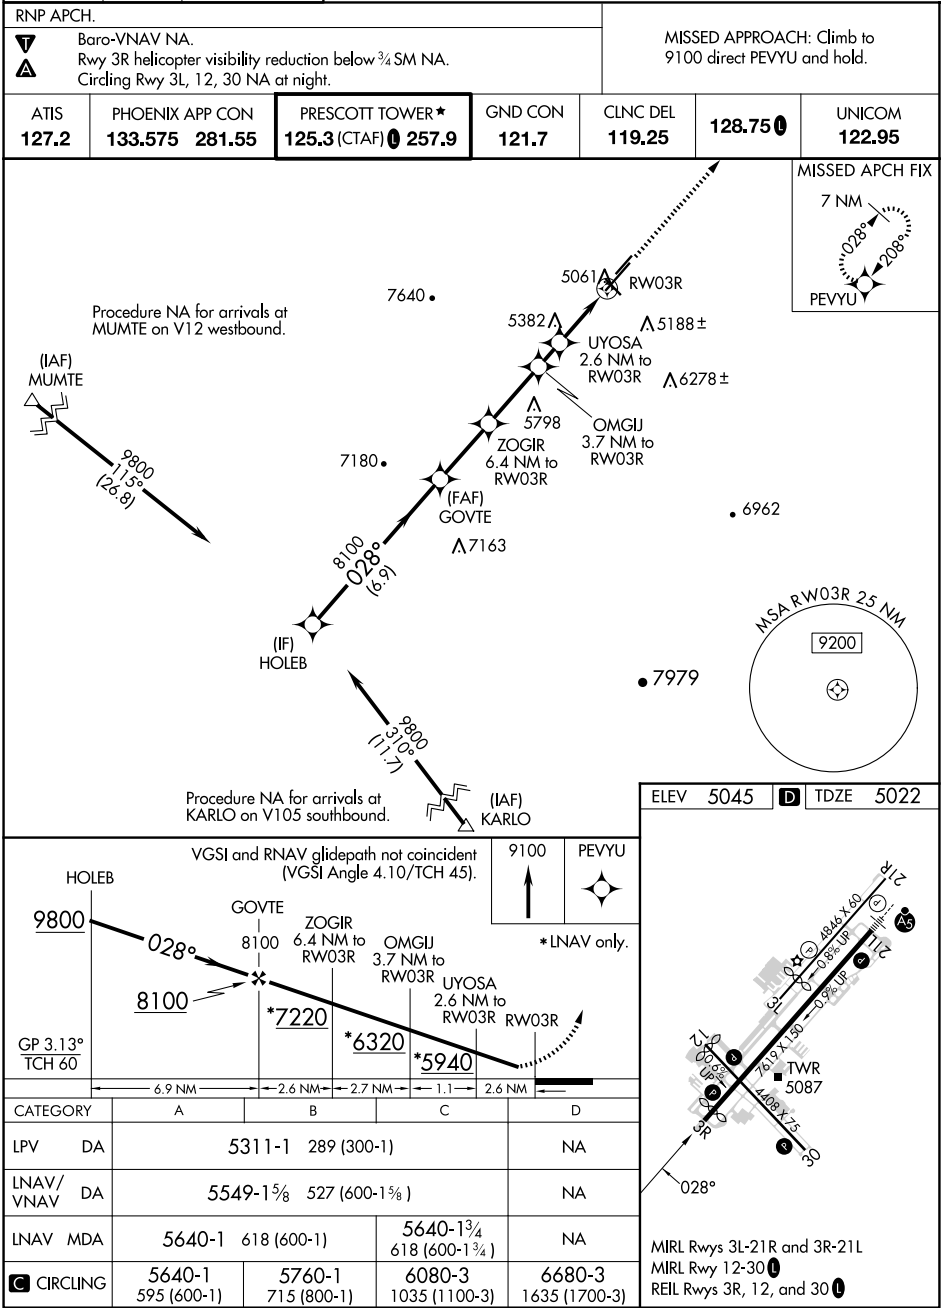 RNP APCH.
T
A
Baro-VNAV NA.
Rwy 3R helicopter visibility reduction below ¾ SM NA.
Circling Rwy 3L, 12, 30 NA at night.
MISSED APPROACH: Climb to
9100 direct PEVYU and hold.
ATIS
127.2
PHOENIX APP CON
133.575 281.55
PRESCOTT TOWER★
125.3 (CTAF) L 257.9
GND CON
121.7
CLNC DEL
119.25
128.75 L
UNICOM
122.95
MISSED APCH FIX
7 NM
028°
208°
PEVYU
5061
RW03R
7640
5382
5188±
UYOSA
2.6 NM to
RW03R
6278±
Procedure NA for arrivals at
MUMTE on V12 westbound.
(IAF)
MUMTE
5798
OMGIJ
3.7 NM to
RW03R
ZOGIR
6.4 NM to
RW03R
7180
9800
115°
(26.8)
(FAF)
GOVTE
6962
7163
8100
028°
(6.9)
(IF)
HOLEB
MSA RW03R 25 NM
9200
7979
9800
310°
(11.7)
Procedure NA for arrivals at
KARLO on V105 southbound.
(IAF)
KARLO
ELEV 5045 D TDZE 5022
VGSI and RNAV glidepath not coincident
(VGSI Angle 4.10/TCH 45).
9100
PEVYU
HOLEB
9800
028°
GOVTE
8100
8100
ZOGIR
6.4 NM to
RW03R
OMGIJ
3.7 NM to
RW03R
UYOSA
2.6 NM to
RW03R
RW03R
*LNAV only.
*7220
*6320
*5940
GP 3.13°
TCH 60
6.9 NM
2.6 NM
2.7 NM
1.1
2.6 NM
21R
4846 X 60
P
A5
21L
P
P
0.8% UP
3L
0.9% UP
7619 X 150
12
P
0.9%
UP
TWR
5087
P
4408 X 75
3R
P
30
028°
CATEGORY A B C D
LPV DA 5311-1 289 (300-1) NA
LNAV/
VNAV DA 5549-1⅝ 527 (600-1⅝) NA
LNAV MDA 5640-1 618 (600-1) 5640-1¾
618 (600-1¾) NA
C CIRCLING 5640-1 5760-1 6080-3 6680-3
595 (600-1) 715 (800-1) 1035 (1100-3) 1635 (1700-3)
MIRL Rwys 3L-21R and 3R-21L
MIRL Rwy 12-30 L
REIL Rwys 3R, 12, and 30 L